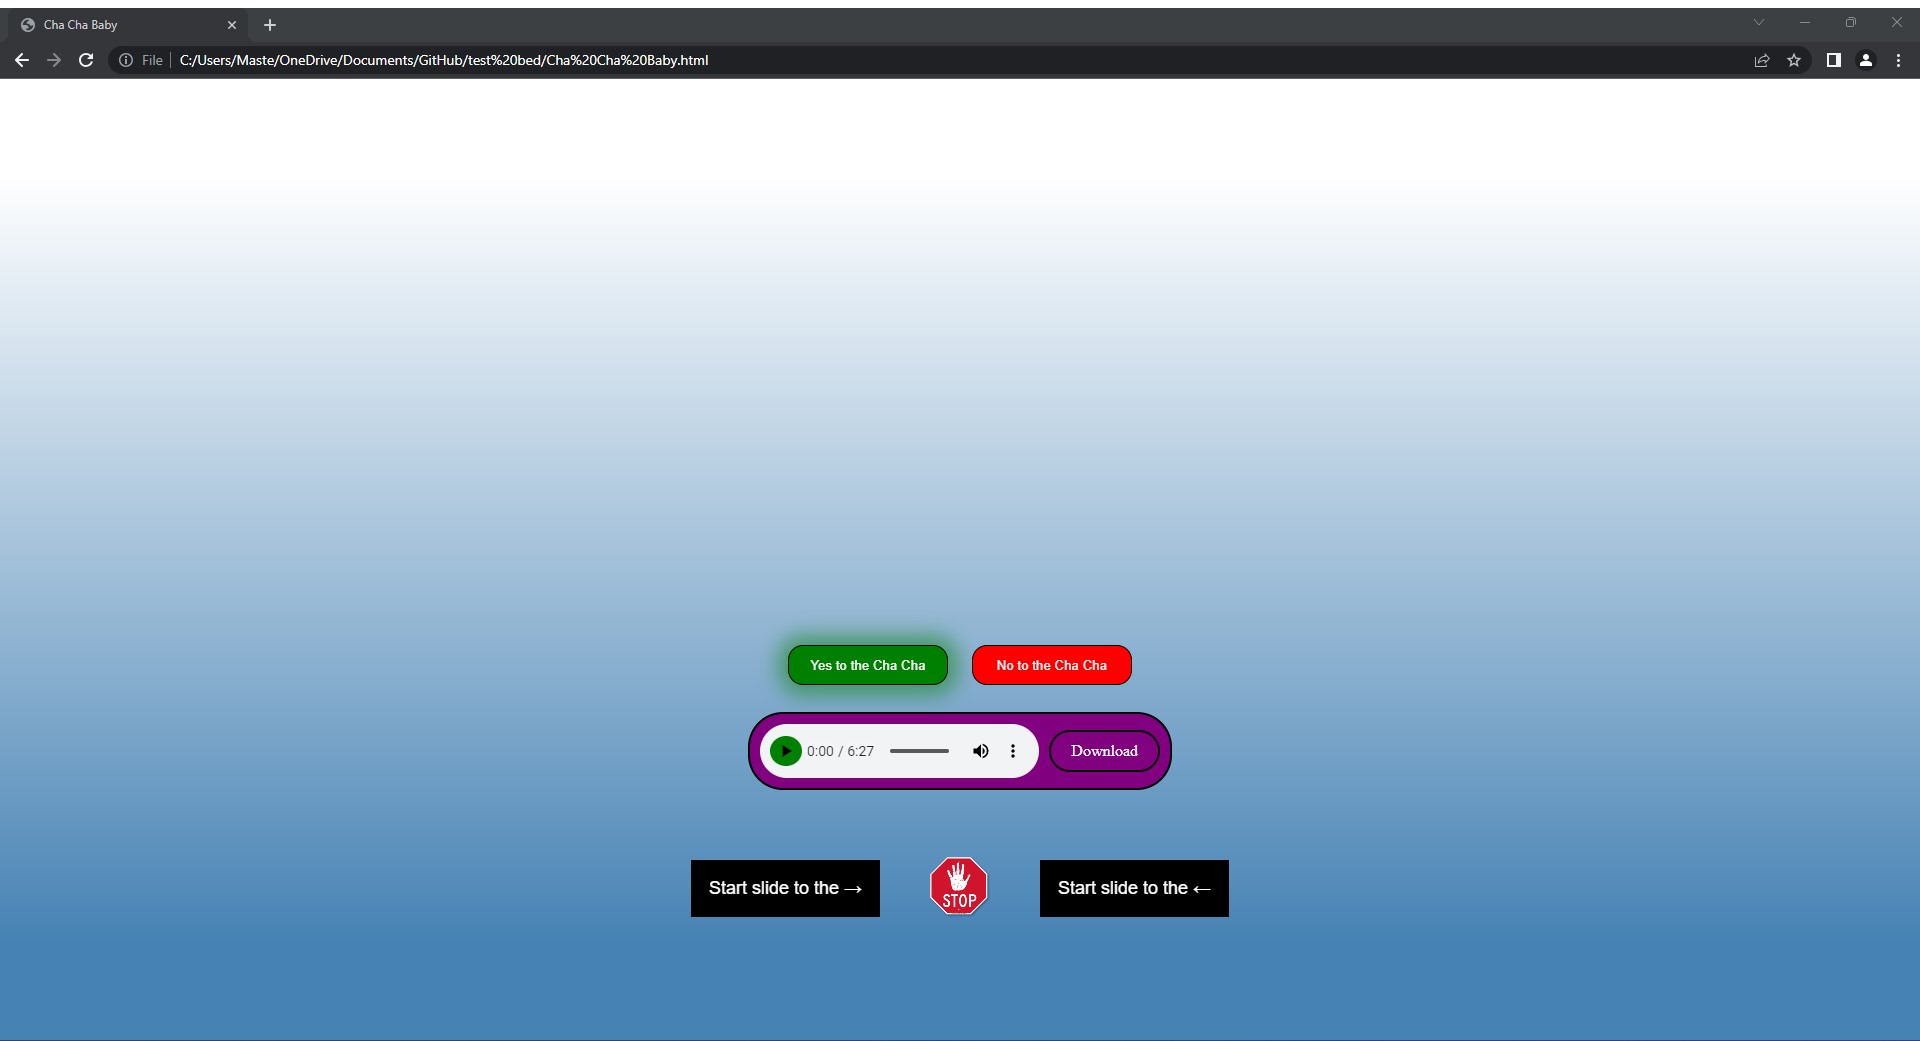 Cha Cha Baby
File | C:/Users/Maste/OneDrive/Documents/GitHub/test%20bed/Cha%20Cha%20Baby.html
Yes to the Cha Cha No to the Cha Cha
0:00 / 6:27 Download
Start slide to the → STOP Start slide to the ←